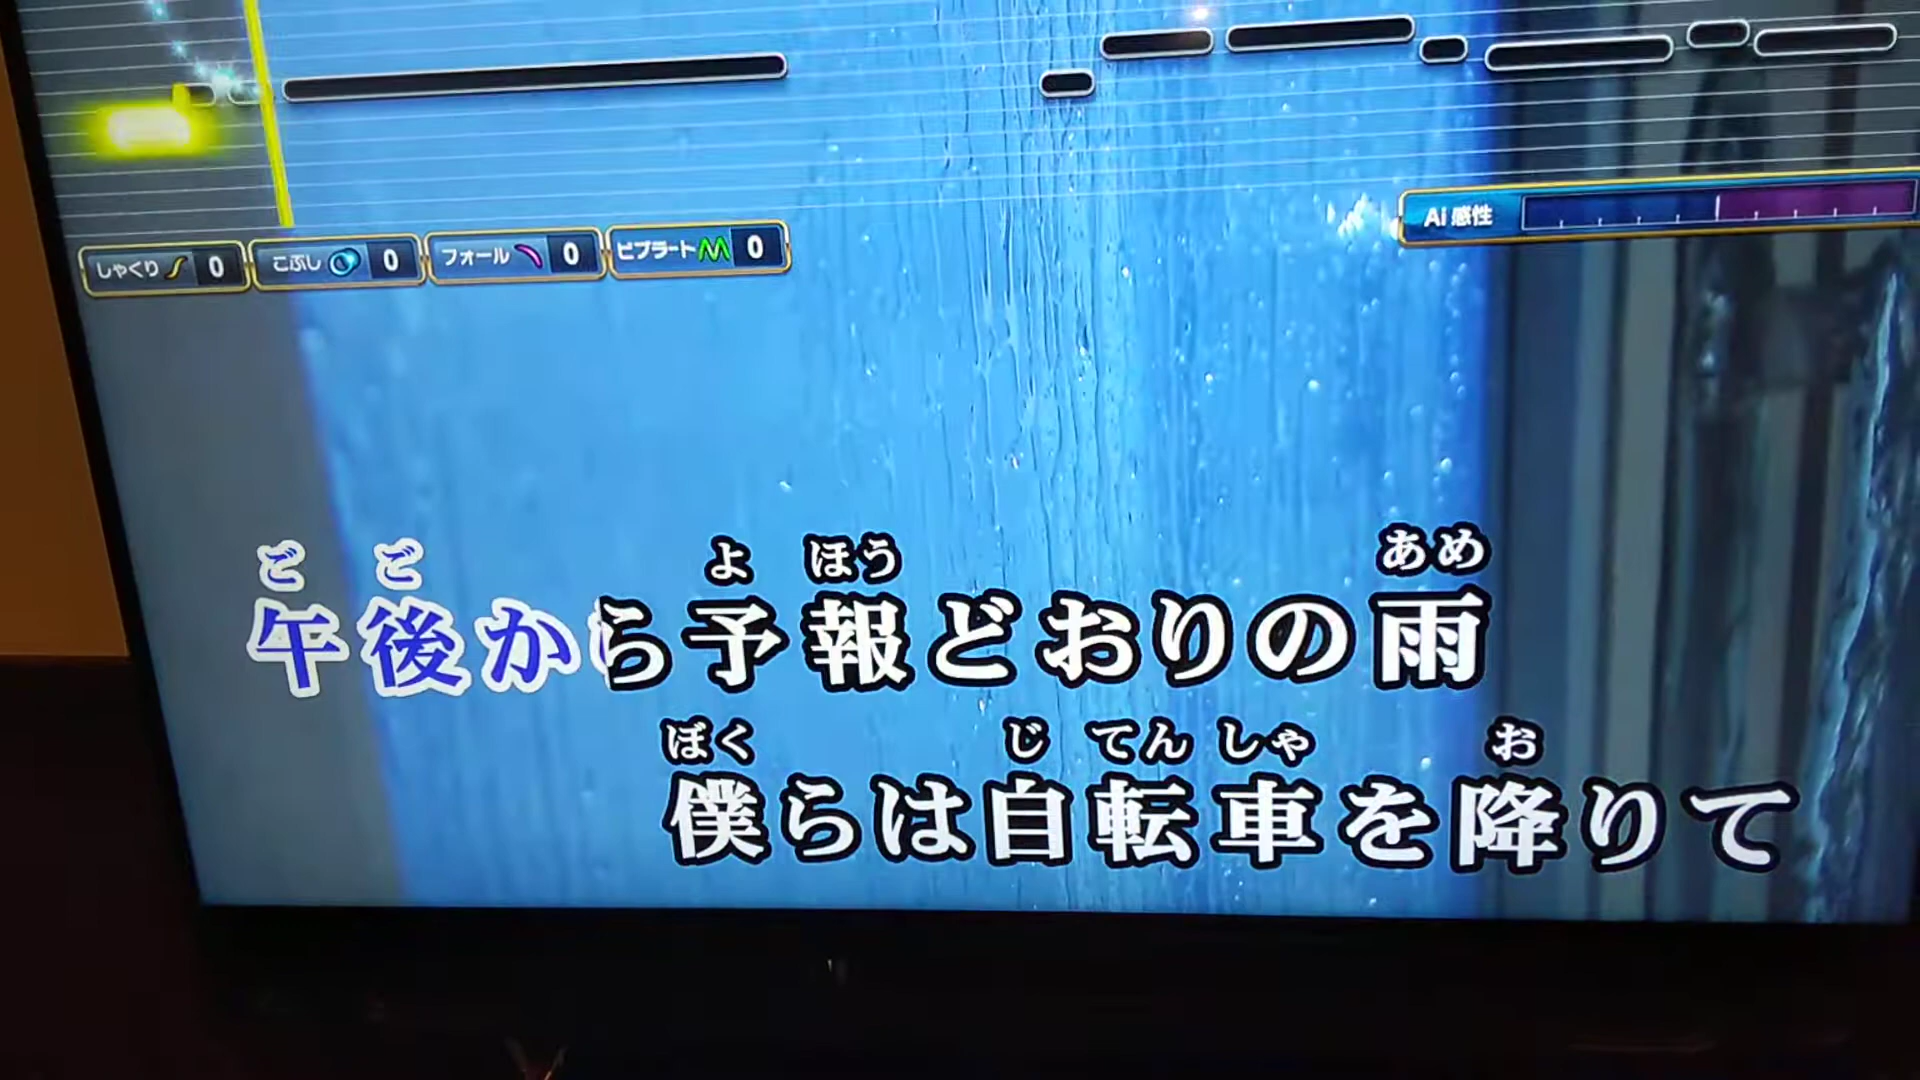 しゃくり 0 こぶし 0 フォール 0 ビブラート 0
Ai 感性
ご ご よ ほう あめ
午後から予報どおりの雨
ぼく じ てん しゃ お
僕らは自転車を降りて